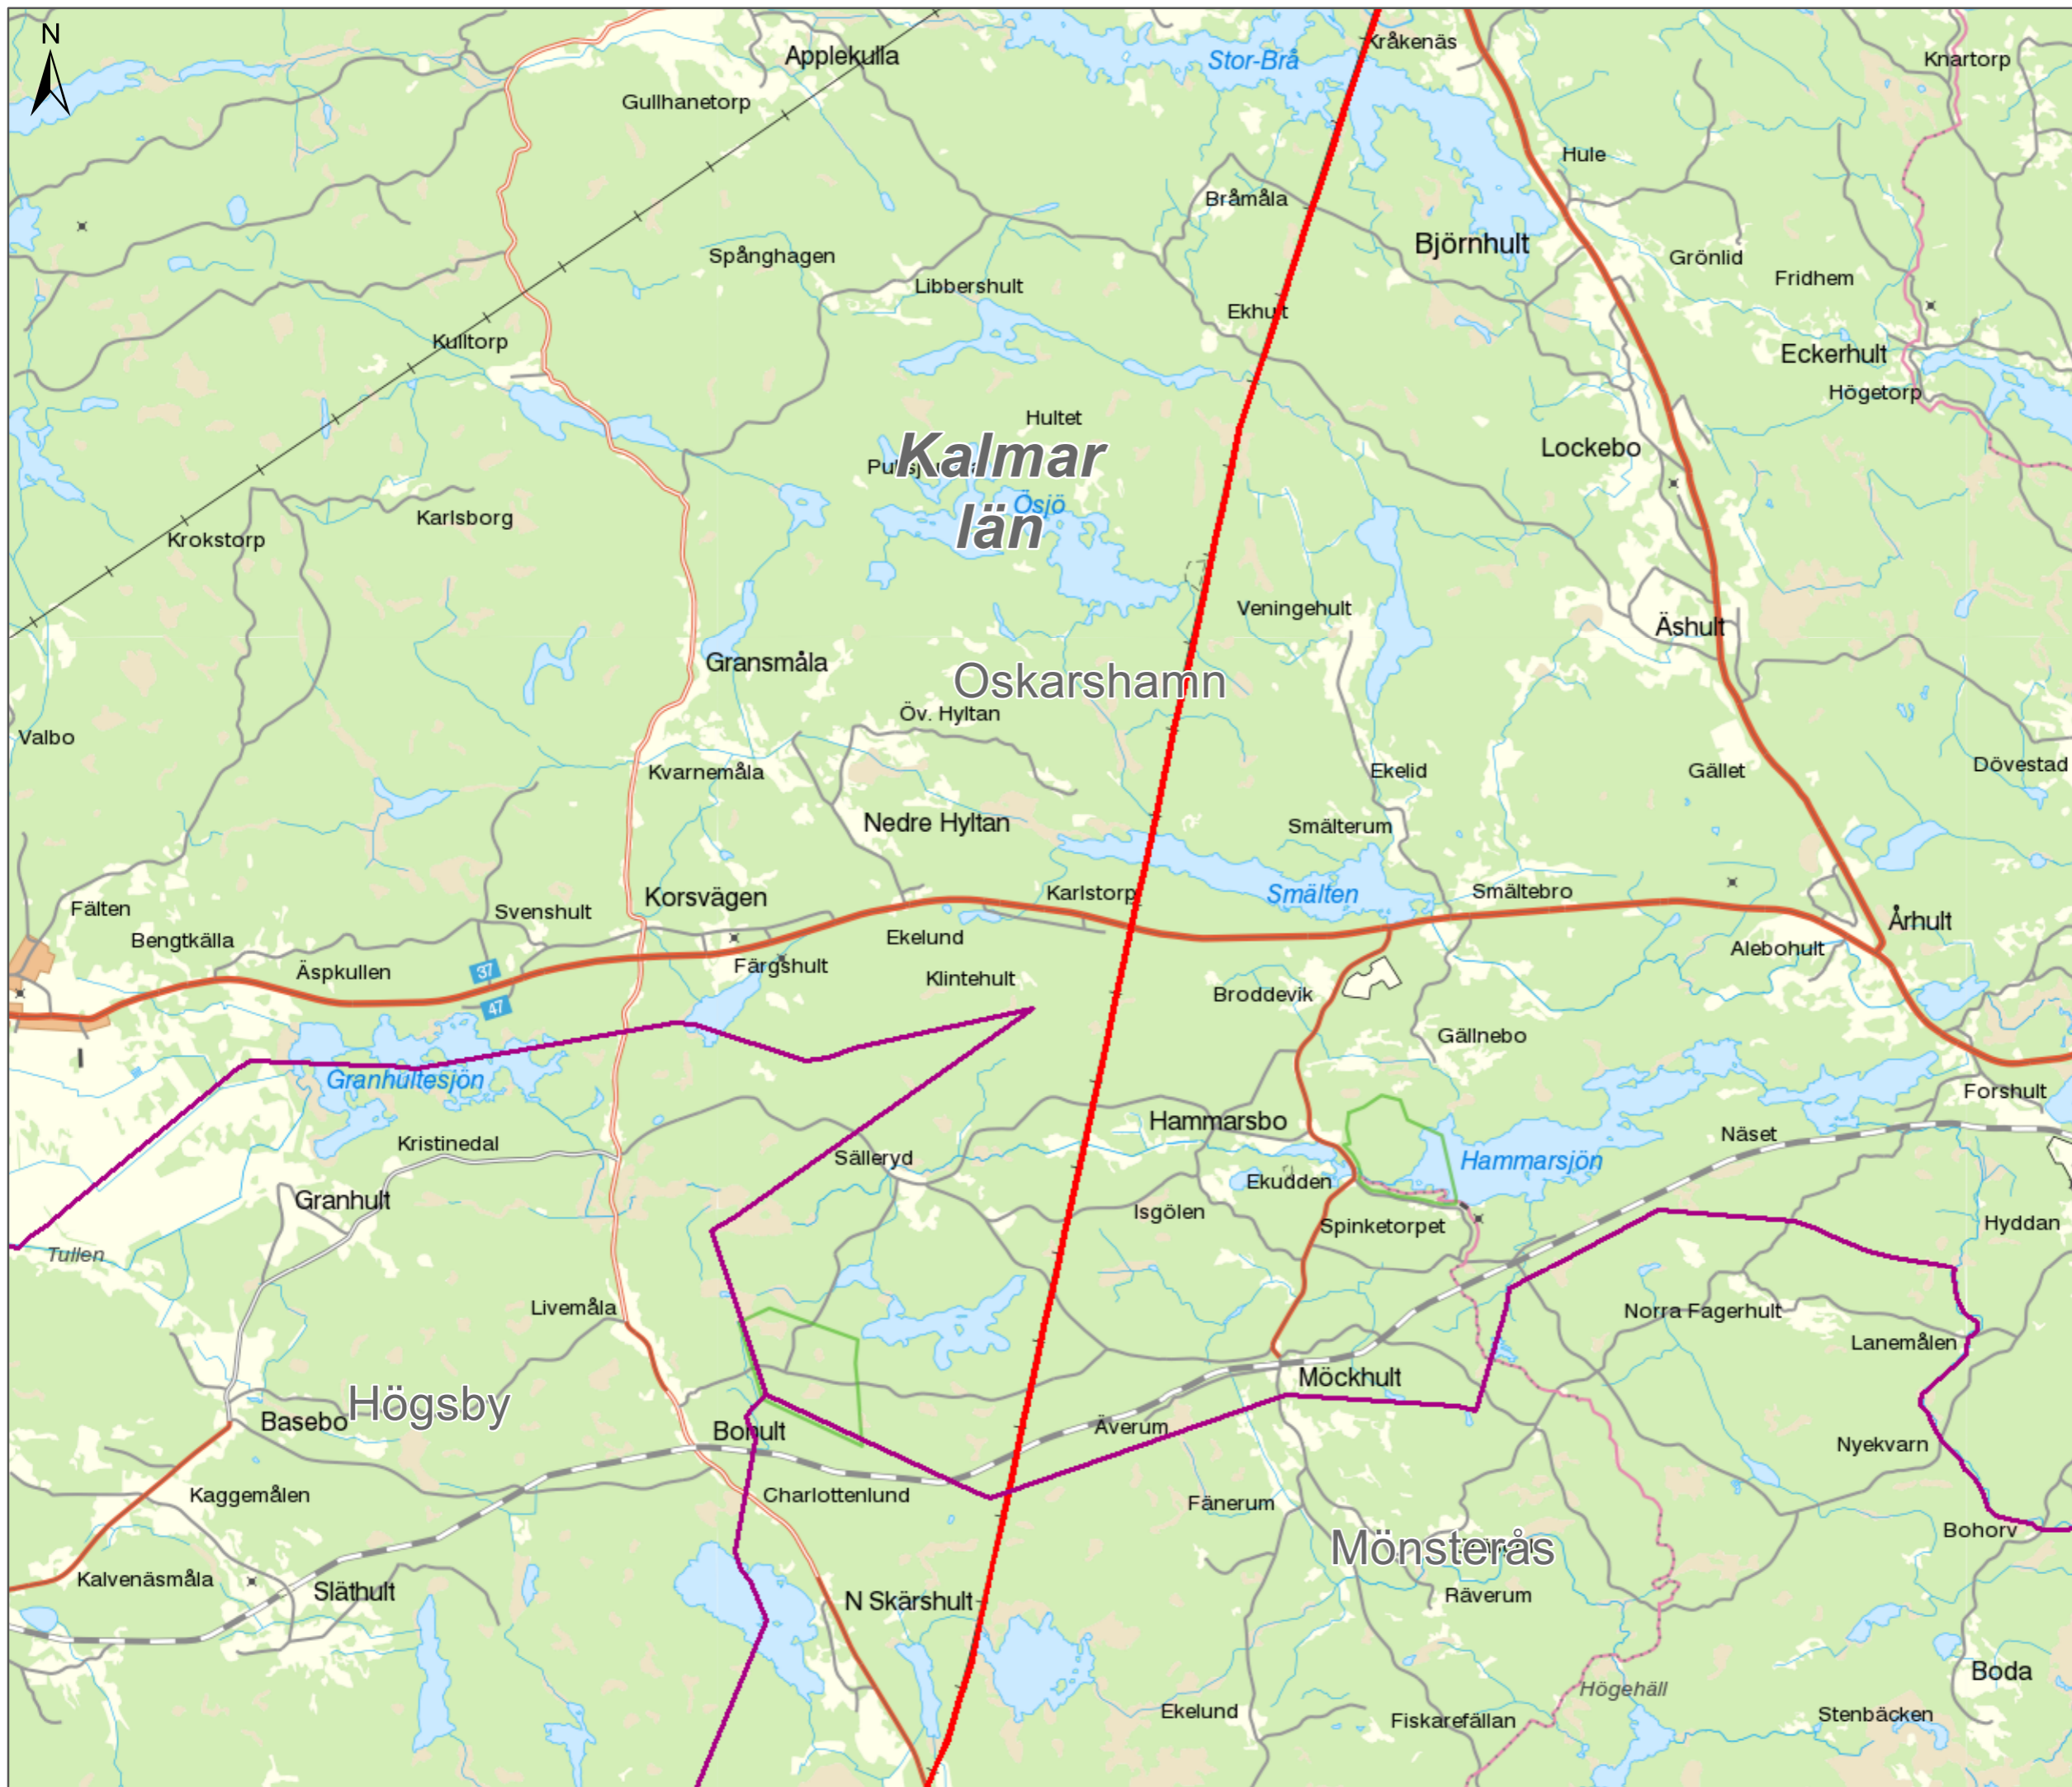 N
Applekulla
Stor-Brå
Kråkenäs
Knartorp
Gullhanetorp
Hule
Bråmåla
Björnhult
Spånghagen
Grönlid
Fridhem
Libbershult
Ekhult
Kulltorp
Eckerhult
Högetorp
Hultet
Kalmar
län
Lockebo
Ösjö
Karlsborg
Krokstorp
Veningehult
Äshult
Gransmåla
Oskarshamn
Öv. Hyltan
Valbo
Kvarnemåla
Ekelid
Gället
Dövestad
Nedre Hyltan
Smälterum
Karlstorp
Smälten
Smältebro
Korsvägen
Fälten
Svenshult
Århult
Bengtkälla
Ekelund
Alebohult
Äspkullen
37
Färgshult
Klintehult
47
Broddevik
Gällnebo
Granhultesjön
Forshult
Hammarsbo
Näset
Kristinedal
Sälleryd
Hammarsjön
Ekudden
Granhult
Isgölen
Spinketorpet
Hyddan
Tullen
Livemåla
Norra Fagerhult
Lanemålen
Möckhult
Högsby
Basebo
Bohult
Äverum
Nyekvarn
Kaggemålen
Charlottenlund
Fänerum
Bohorv
Mönsterås
Kalvenäsmåla
Släthult
N Skärshult
Räverum
Boda
Högehäll
Ekelund
Fiskarefällan
Stenbäcken